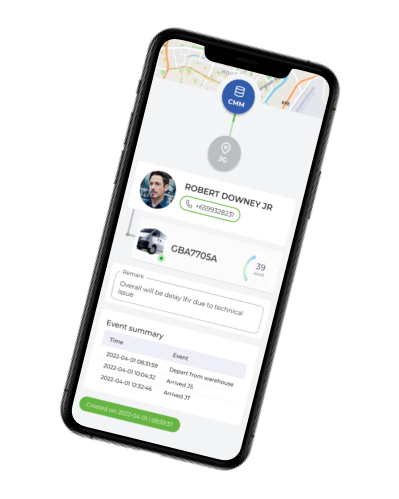 CMM
JG
ROBERT DOWNEY JR
+6599328231
GBA7705A
39
km/h
Remark
Overall will be delay 1hr due to technical
issue
Event summary
Time Event
2022-04-01 08:31:59 Depart from warehouse
2022-04-01 10:04:32 Arrived JS
2022-04-01 12:32:46 Arrived JT
Created on: 2022-04-01 | 09:39:37